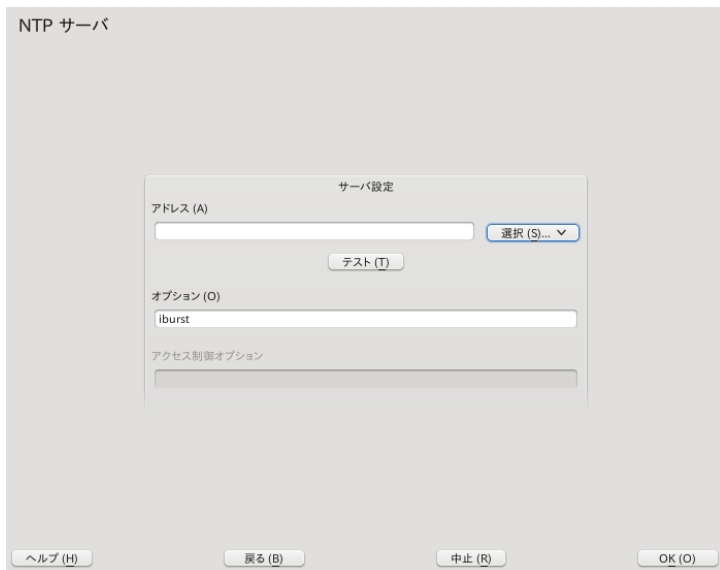 NTP サーバ
サーバ設定
アドレス (A)
選択 (S)...
テスト (T)
オプション (O)
iburst
アクセス制御オプション
ヘルプ (H)
戻る (B)
中止 (R)
OK (O)